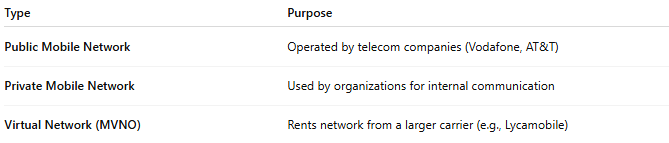 Type Purpose
Public Mobile Network Operated by telecom companies (Vodafone, AT&T)
Private Mobile Network Used by organizations for internal communication
Virtual Network (MVNO) Rents network from a larger carrier (e.g., Lycamobile)